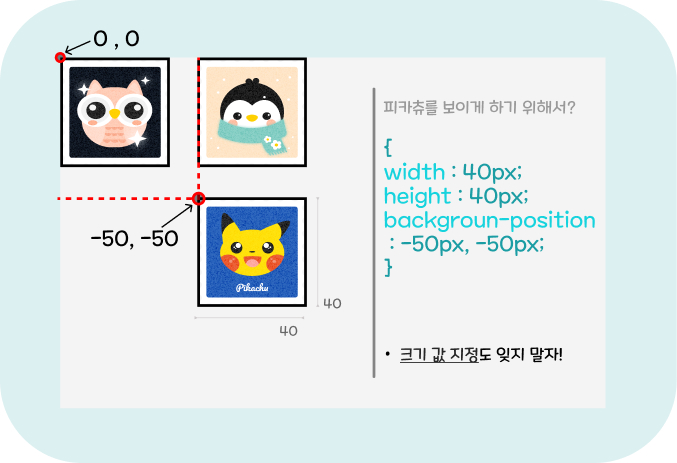 0 , 0
-50, -50
Pikachu
40
40
피카츄를 보이게 하기 위해서?
{
width : 40px;
height : 40px;
backgroun-position
: -50px, -50px;
}
• 크기 값 지정도 잊지 말자!